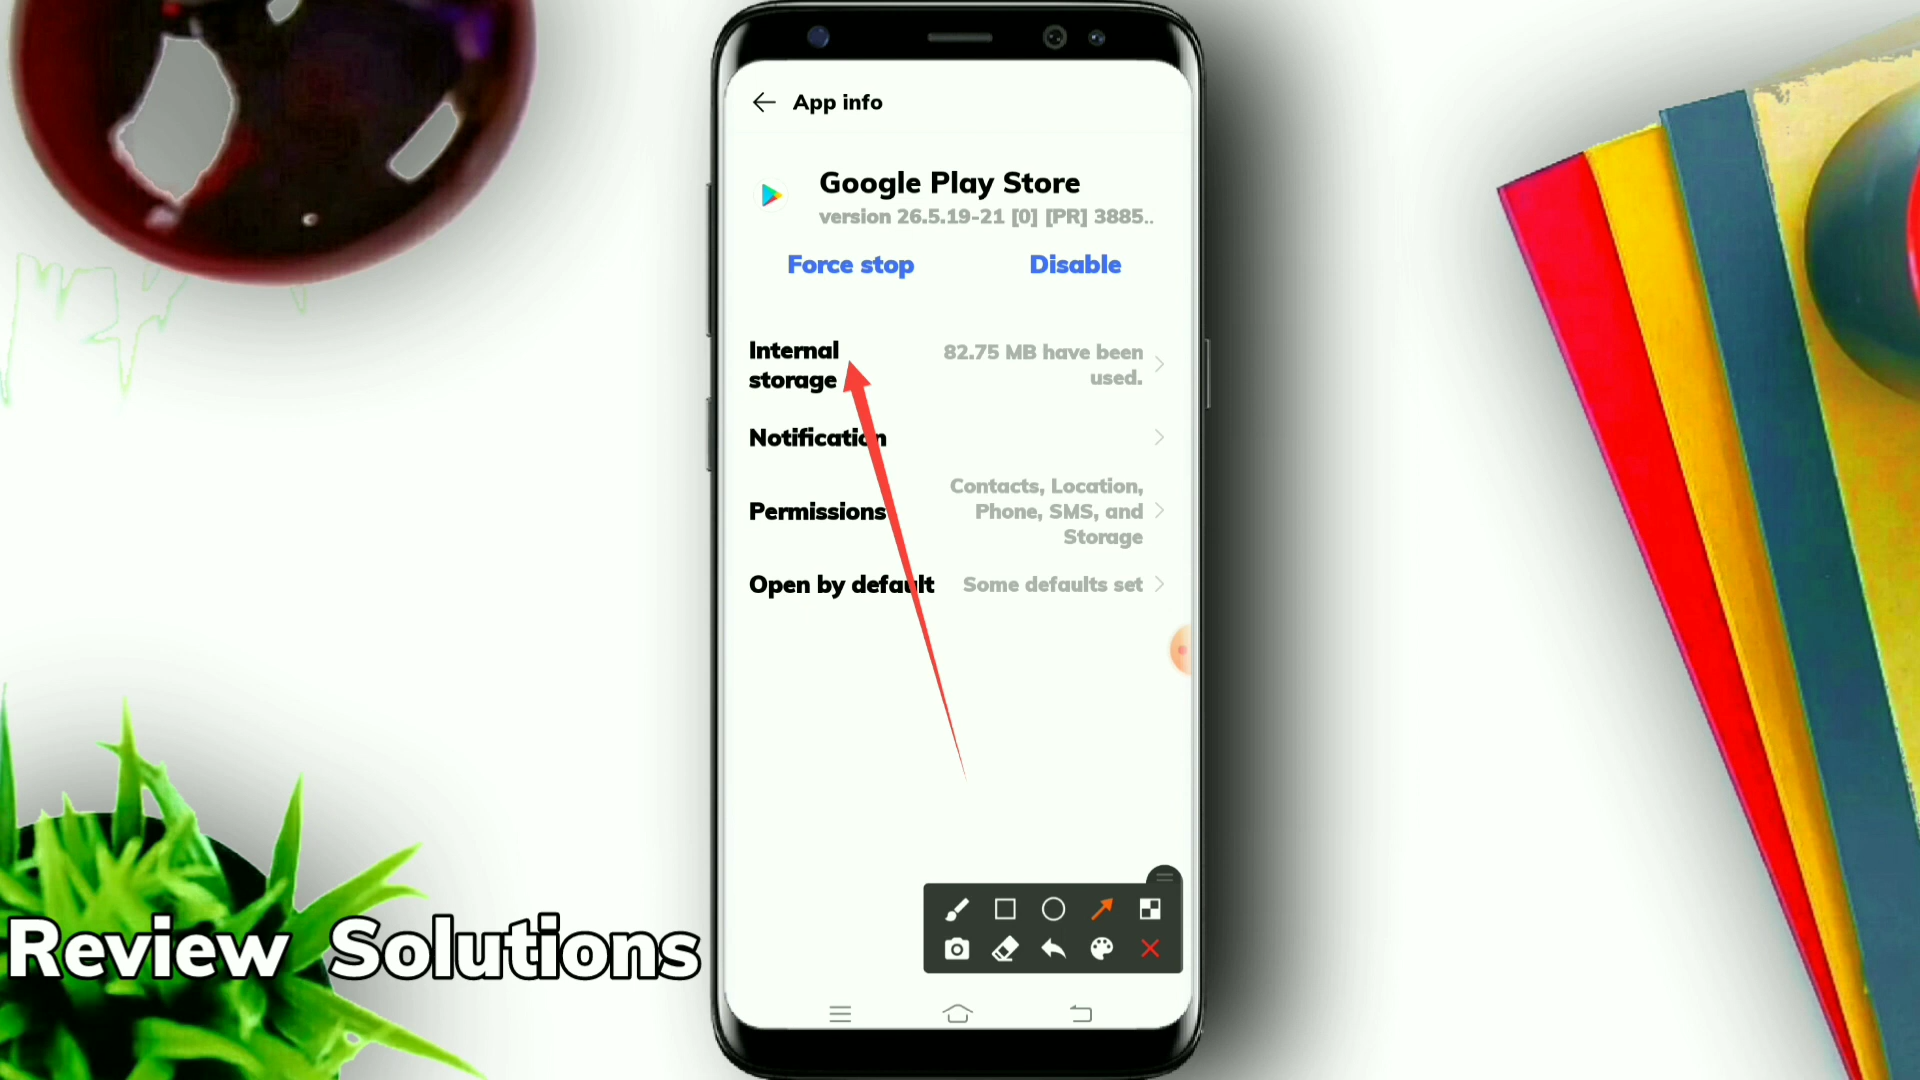 App info
Google Play Store
version 26.5.19-21 [0] [PR] 3885..
Force stop
Disable
Internal
storage
82.75 MB have been
used.
Notification
Permissions
Contacts, Location,
Phone, SMS, and
Storage
Open by default
Some defaults set
Review Solutions